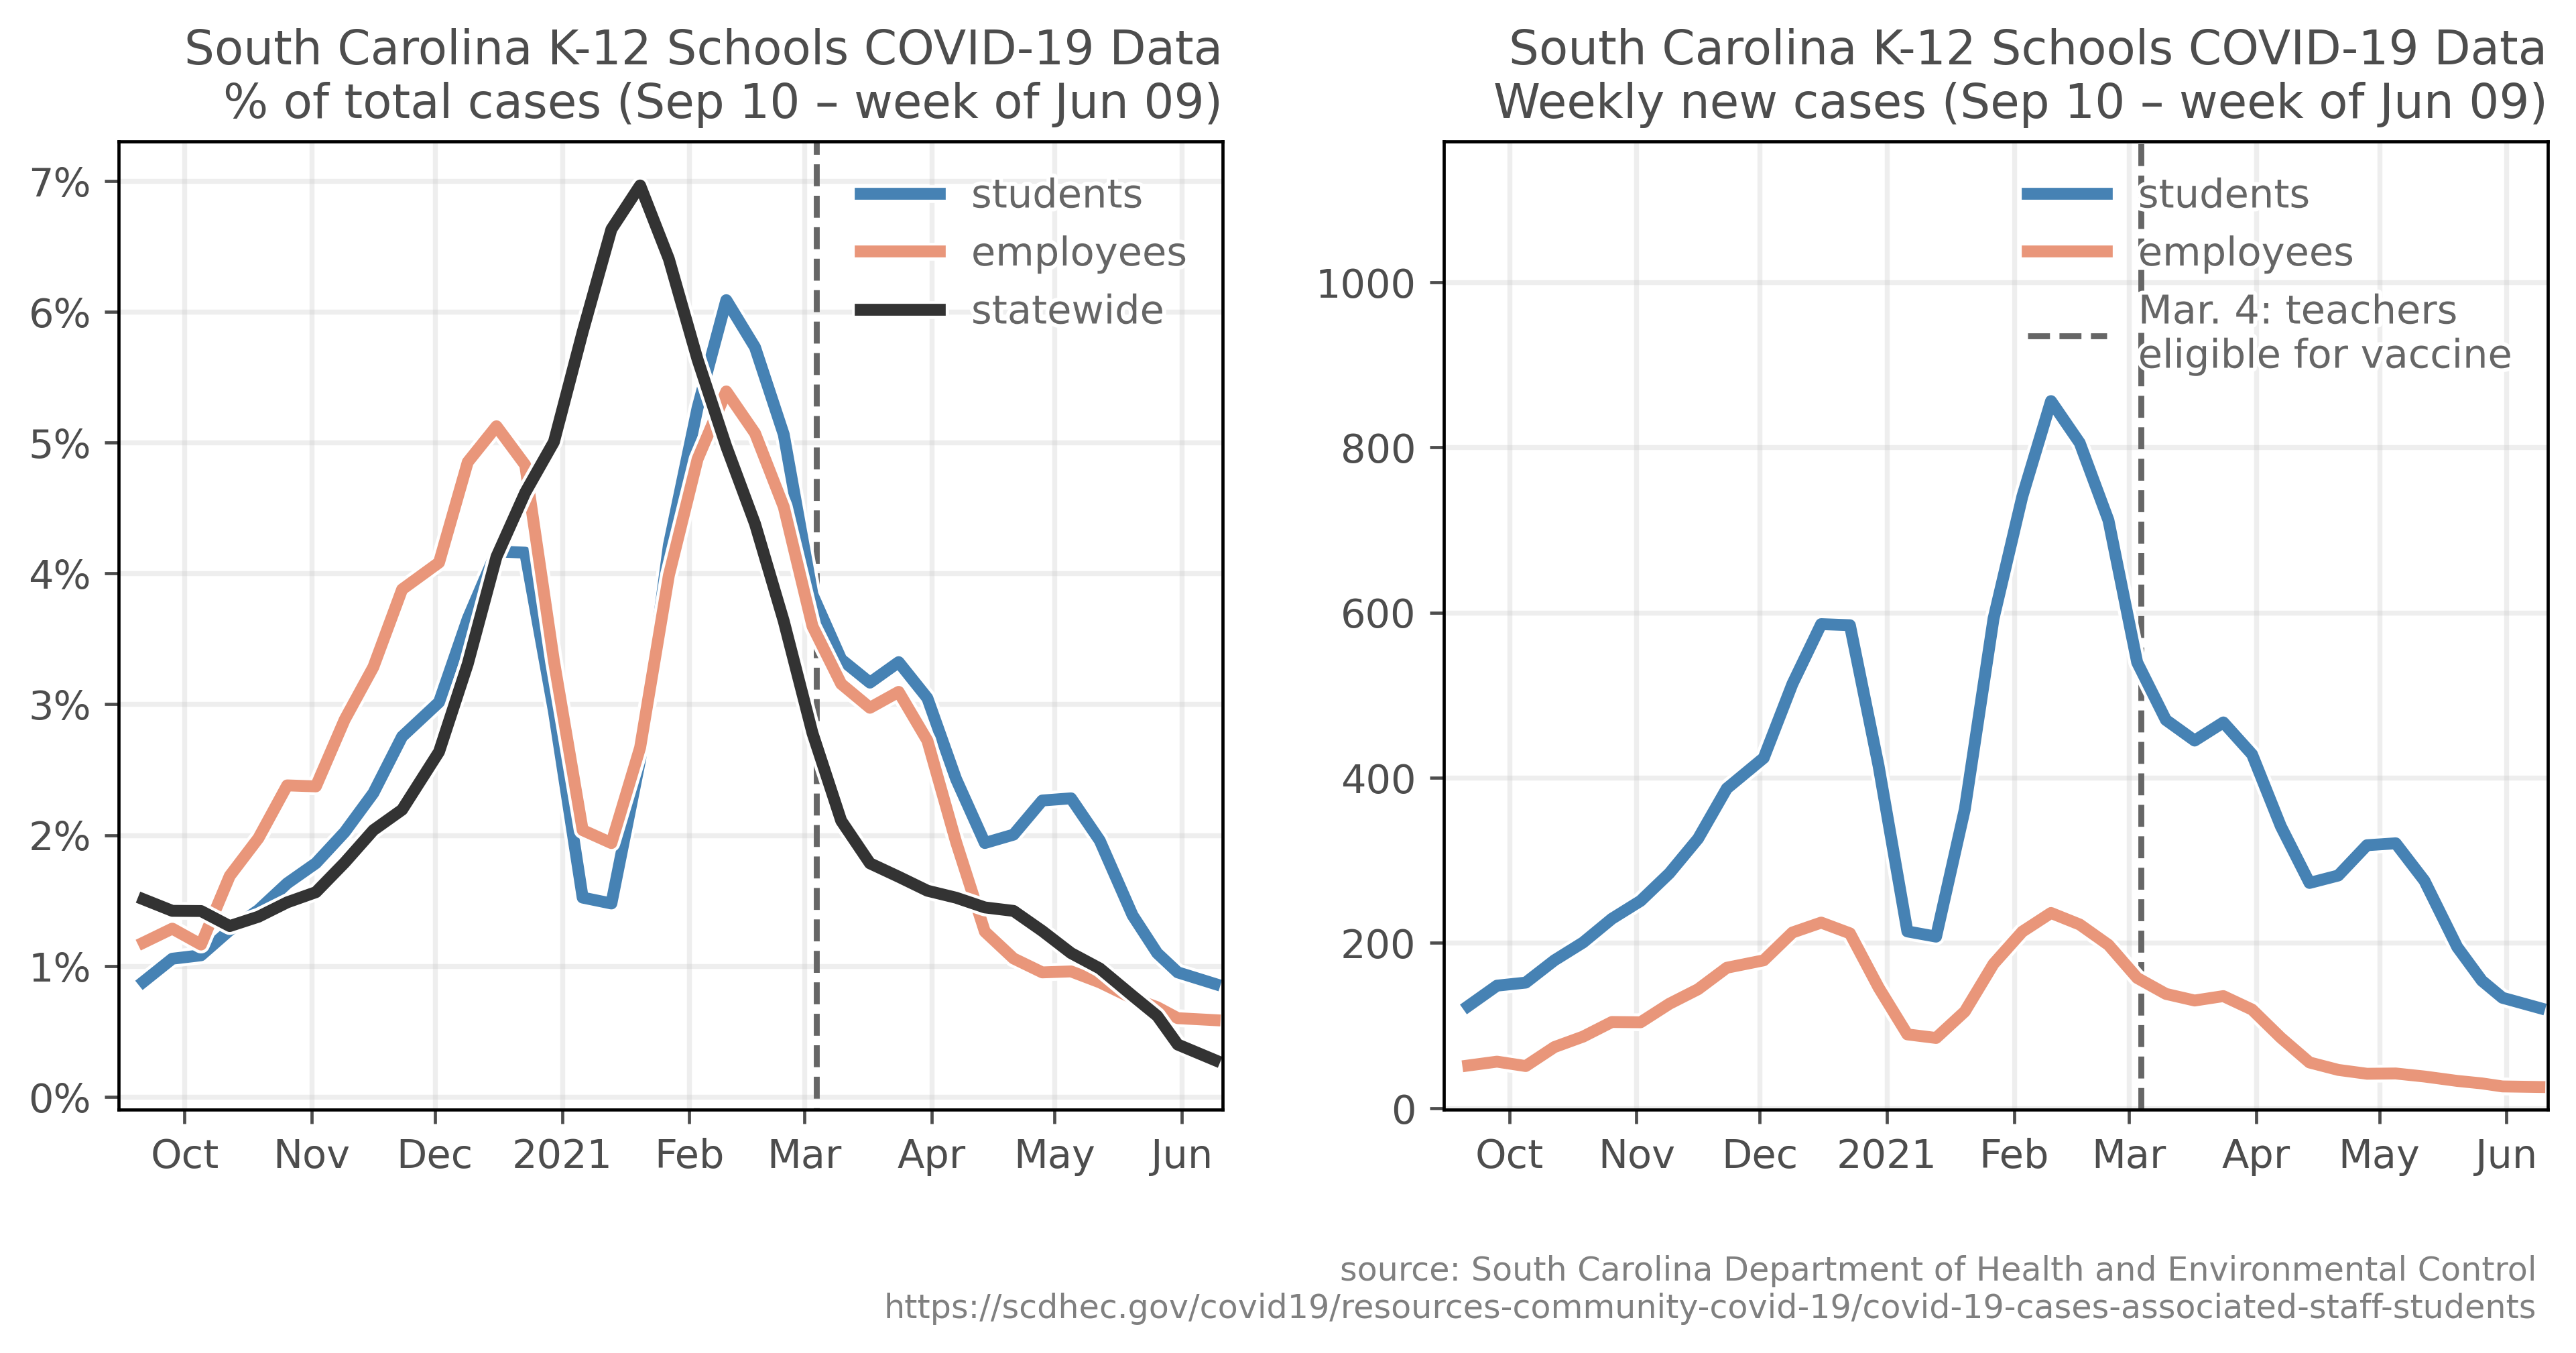 South Carolina K-12 Schools COVID-19 Data
% of total cases (Sep 10 – week of Jun 09)
7%
6%
5%
4%
3%
2%
1%
0%
students
employees
statewide
Oct Nov Dec 2021 Feb Mar Apr May Jun
South Carolina K-12 Schools COVID-19 Data
Weekly new cases (Sep 10 – week of Jun 09)
1000
800
600
400
200
0
students
employees
Mar. 4: teachers
eligible for vaccine
Oct Nov Dec 2021 Feb Mar Apr May Jun
source: South Carolina Department of Health and Environmental Control
https://scdhec.gov/covid19/resources-community-covid-19/covid-19-cases-associated-staff-students